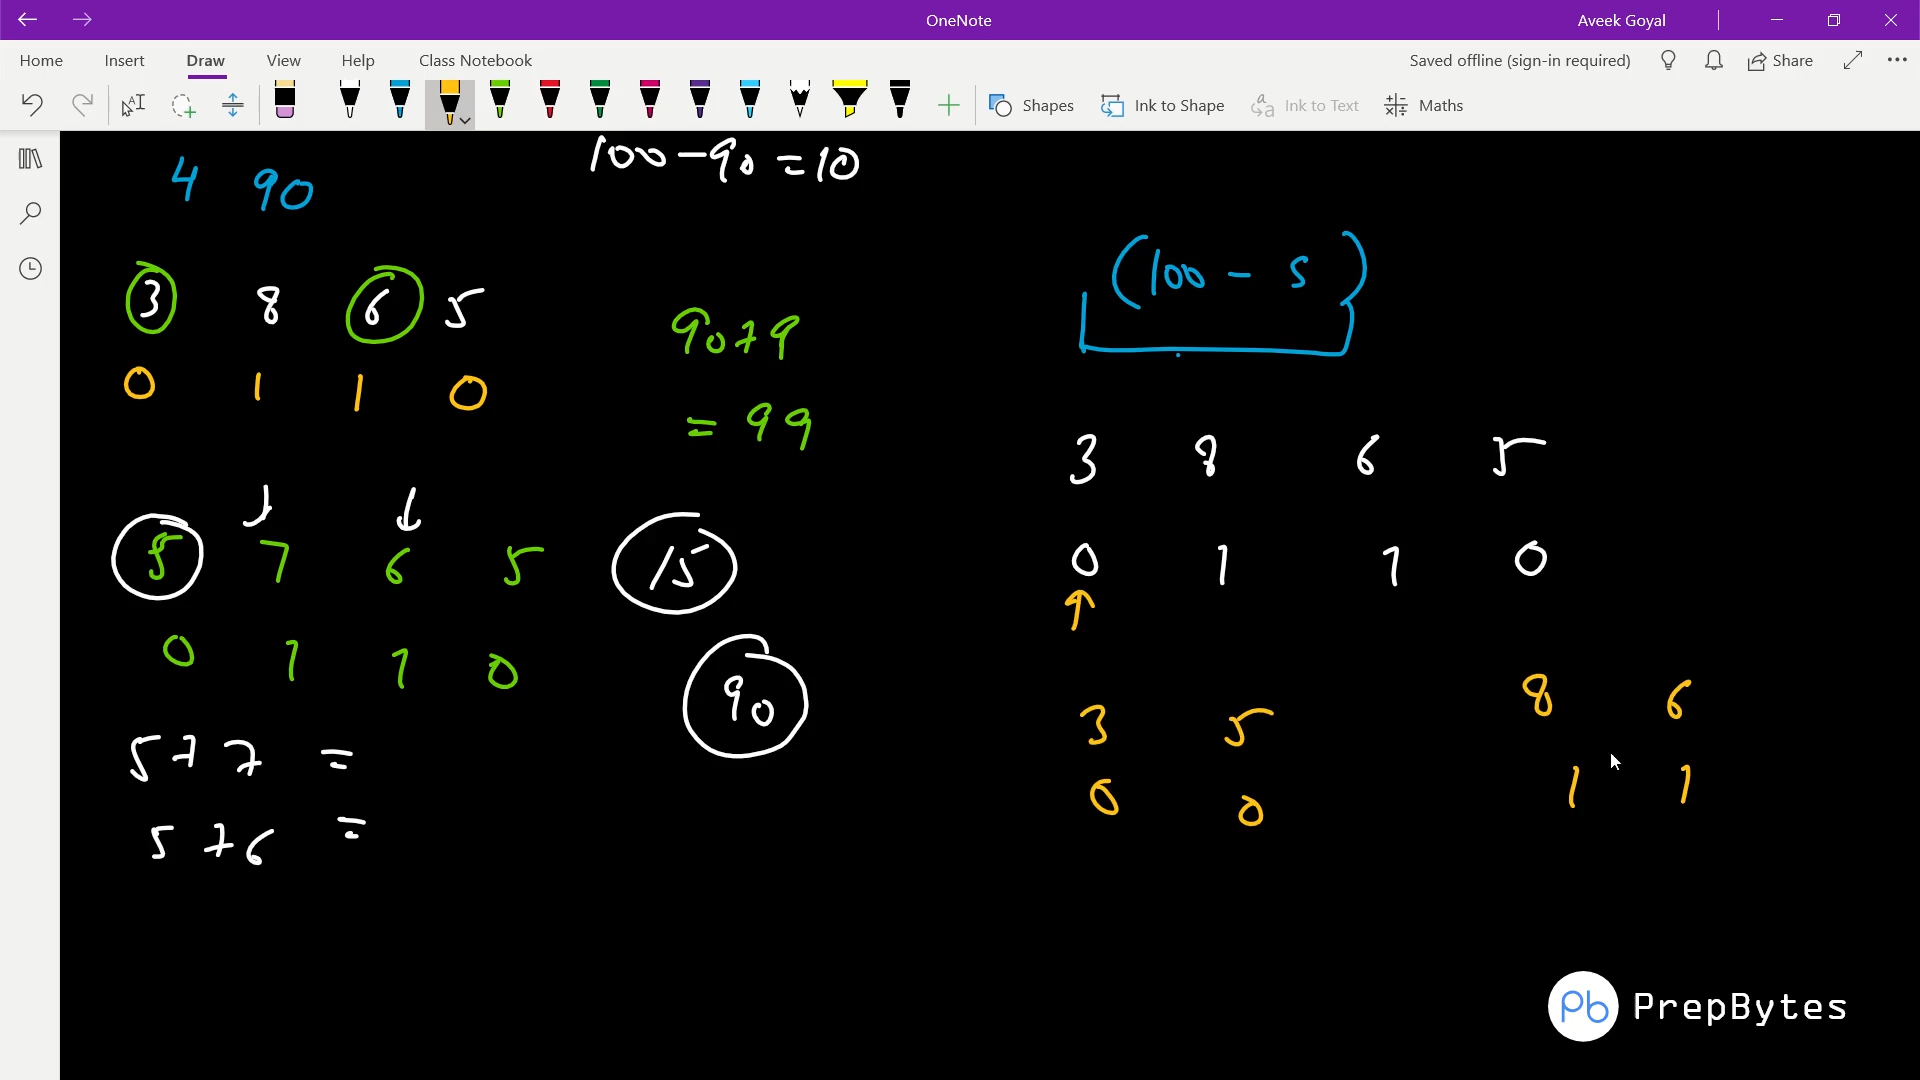 OneNote
Aveek Goyal
Home Insert Draw View Help Class Notebook
Saved offline (sign-in required) Share
Shapes Ink to Shape Ink to Text Maths
4 90
100 - 90 = 10
3 8 6 5
0 1 1 0
90 + 9
= 99
5 7 6 5
15
0 1 1 0
90
5 + 7 =
5 + 6 =
(100 - s)
3 8 6 5
0 1 1 0
3 5
0 0
8 6
1 1
Pb PrepBytes